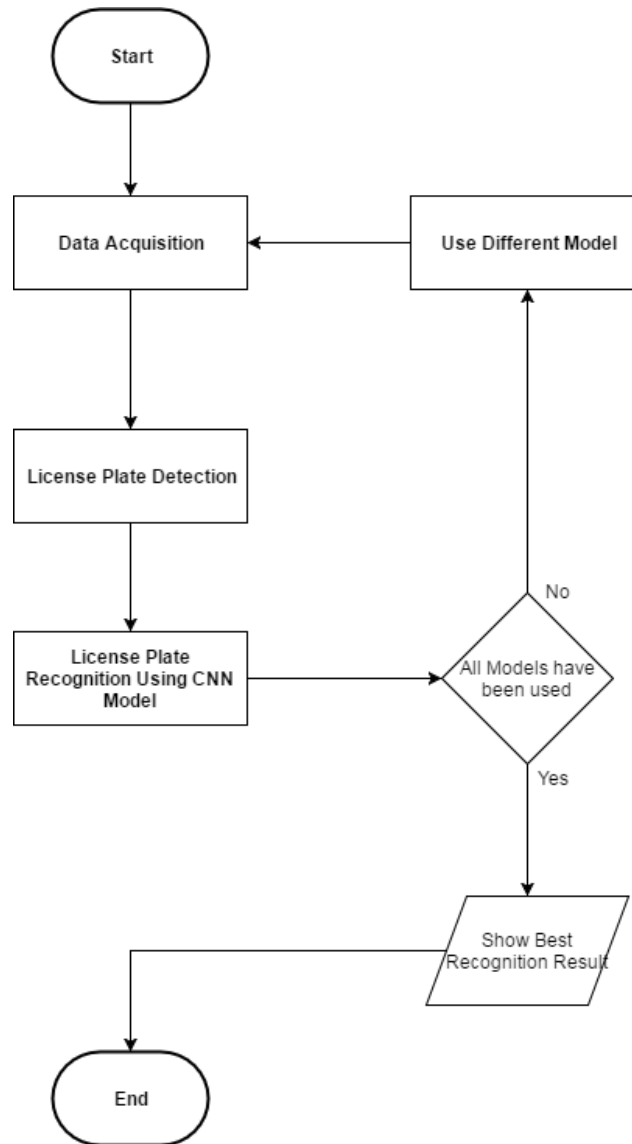 Start
Data Acquisition
Use Different Model
License Plate Detection
No
License Plate
Recognition Using CNN
Model
All Models have
been used
Yes
Show Best
Recognition Result
End